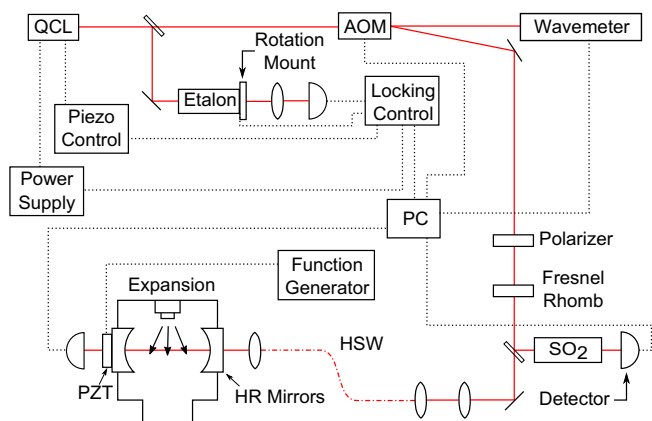 QCL
AOM
Wavemeter
Rotation
Mount
Etalon
Locking
Control
Piezo
Control
Power
Supply
PC
Polarizer
Function
Generator
Fresnel
Rhomb
Expansion
HSW
SO2
PZT
HR Mirrors
Detector